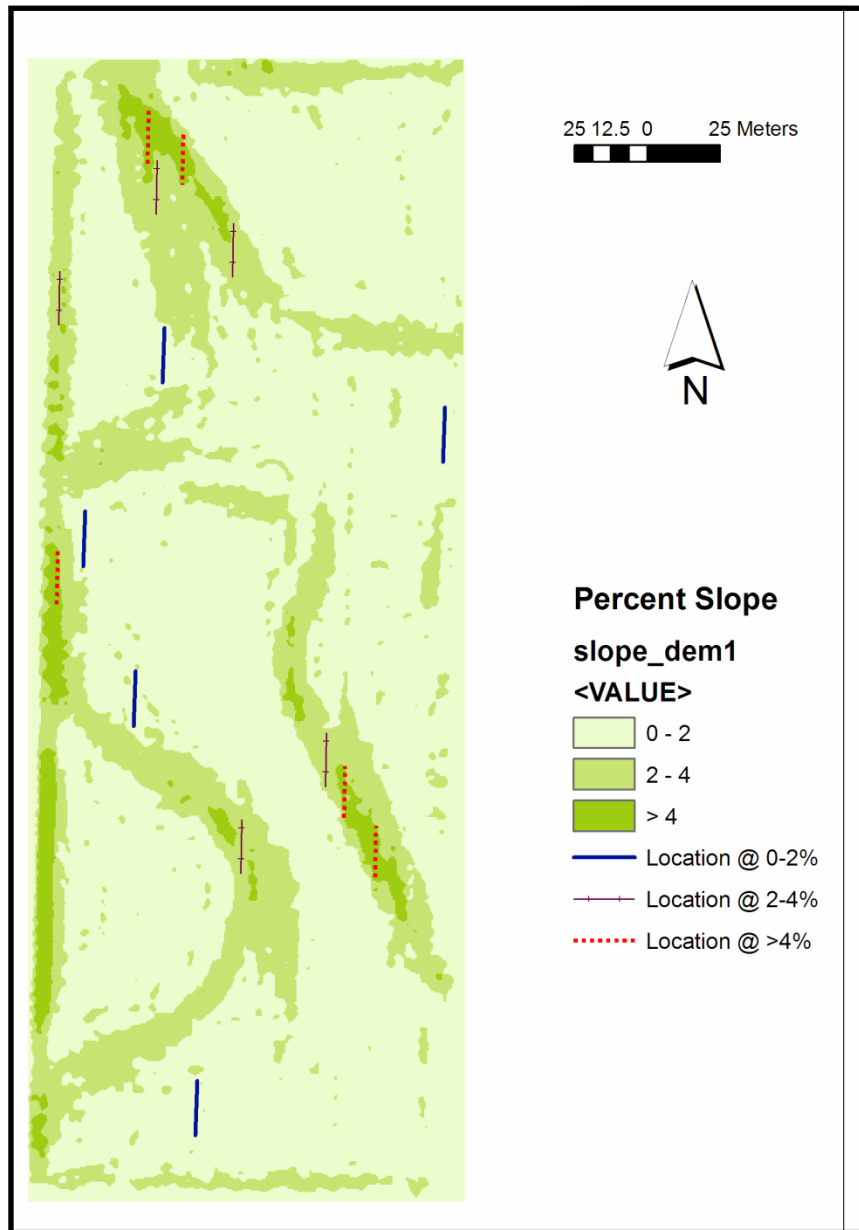 25 12.5 0 25 Meters
N
Percent Slope
slope_dem1
<VALUE>
0 - 2
2 - 4
> 4
Location @ 0-2%
Location @ 2-4%
Location @ >4%